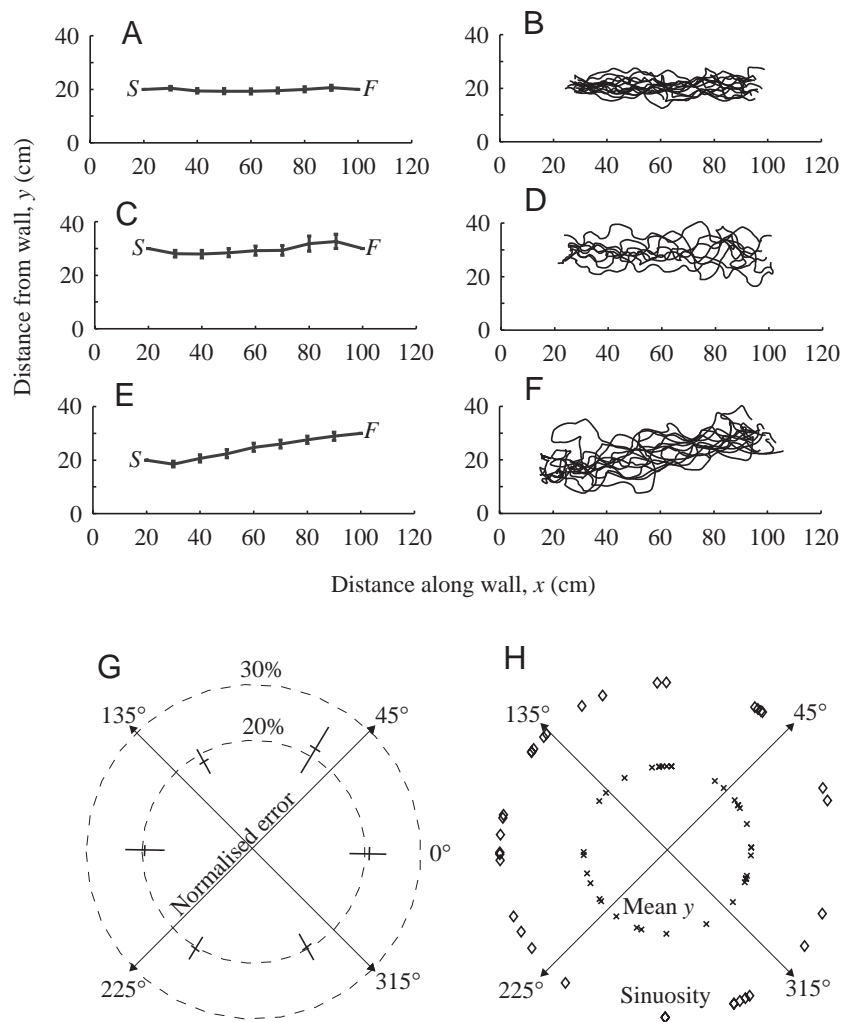 A
B
40
20
0
S
F
0 20 40 60 80 100 120
40
20
0
0 20 40 60 80 100 120
Distance from wall, y (cm)
C
D
40
20
0
S
F
0 20 40 60 80 100 120
40
20
0
0 20 40 60 80 100 120
E
F
40
20
0
S
F
0 20 40 60 80 100 120
40
20
0
0 20 40 60 80 100 120
Distance along wall, x (cm)
G
30%
20%
135°
45°
Normalised error
0°
225°
315°
H
135°
45°
Mean y
225°
Sinuosity
315°